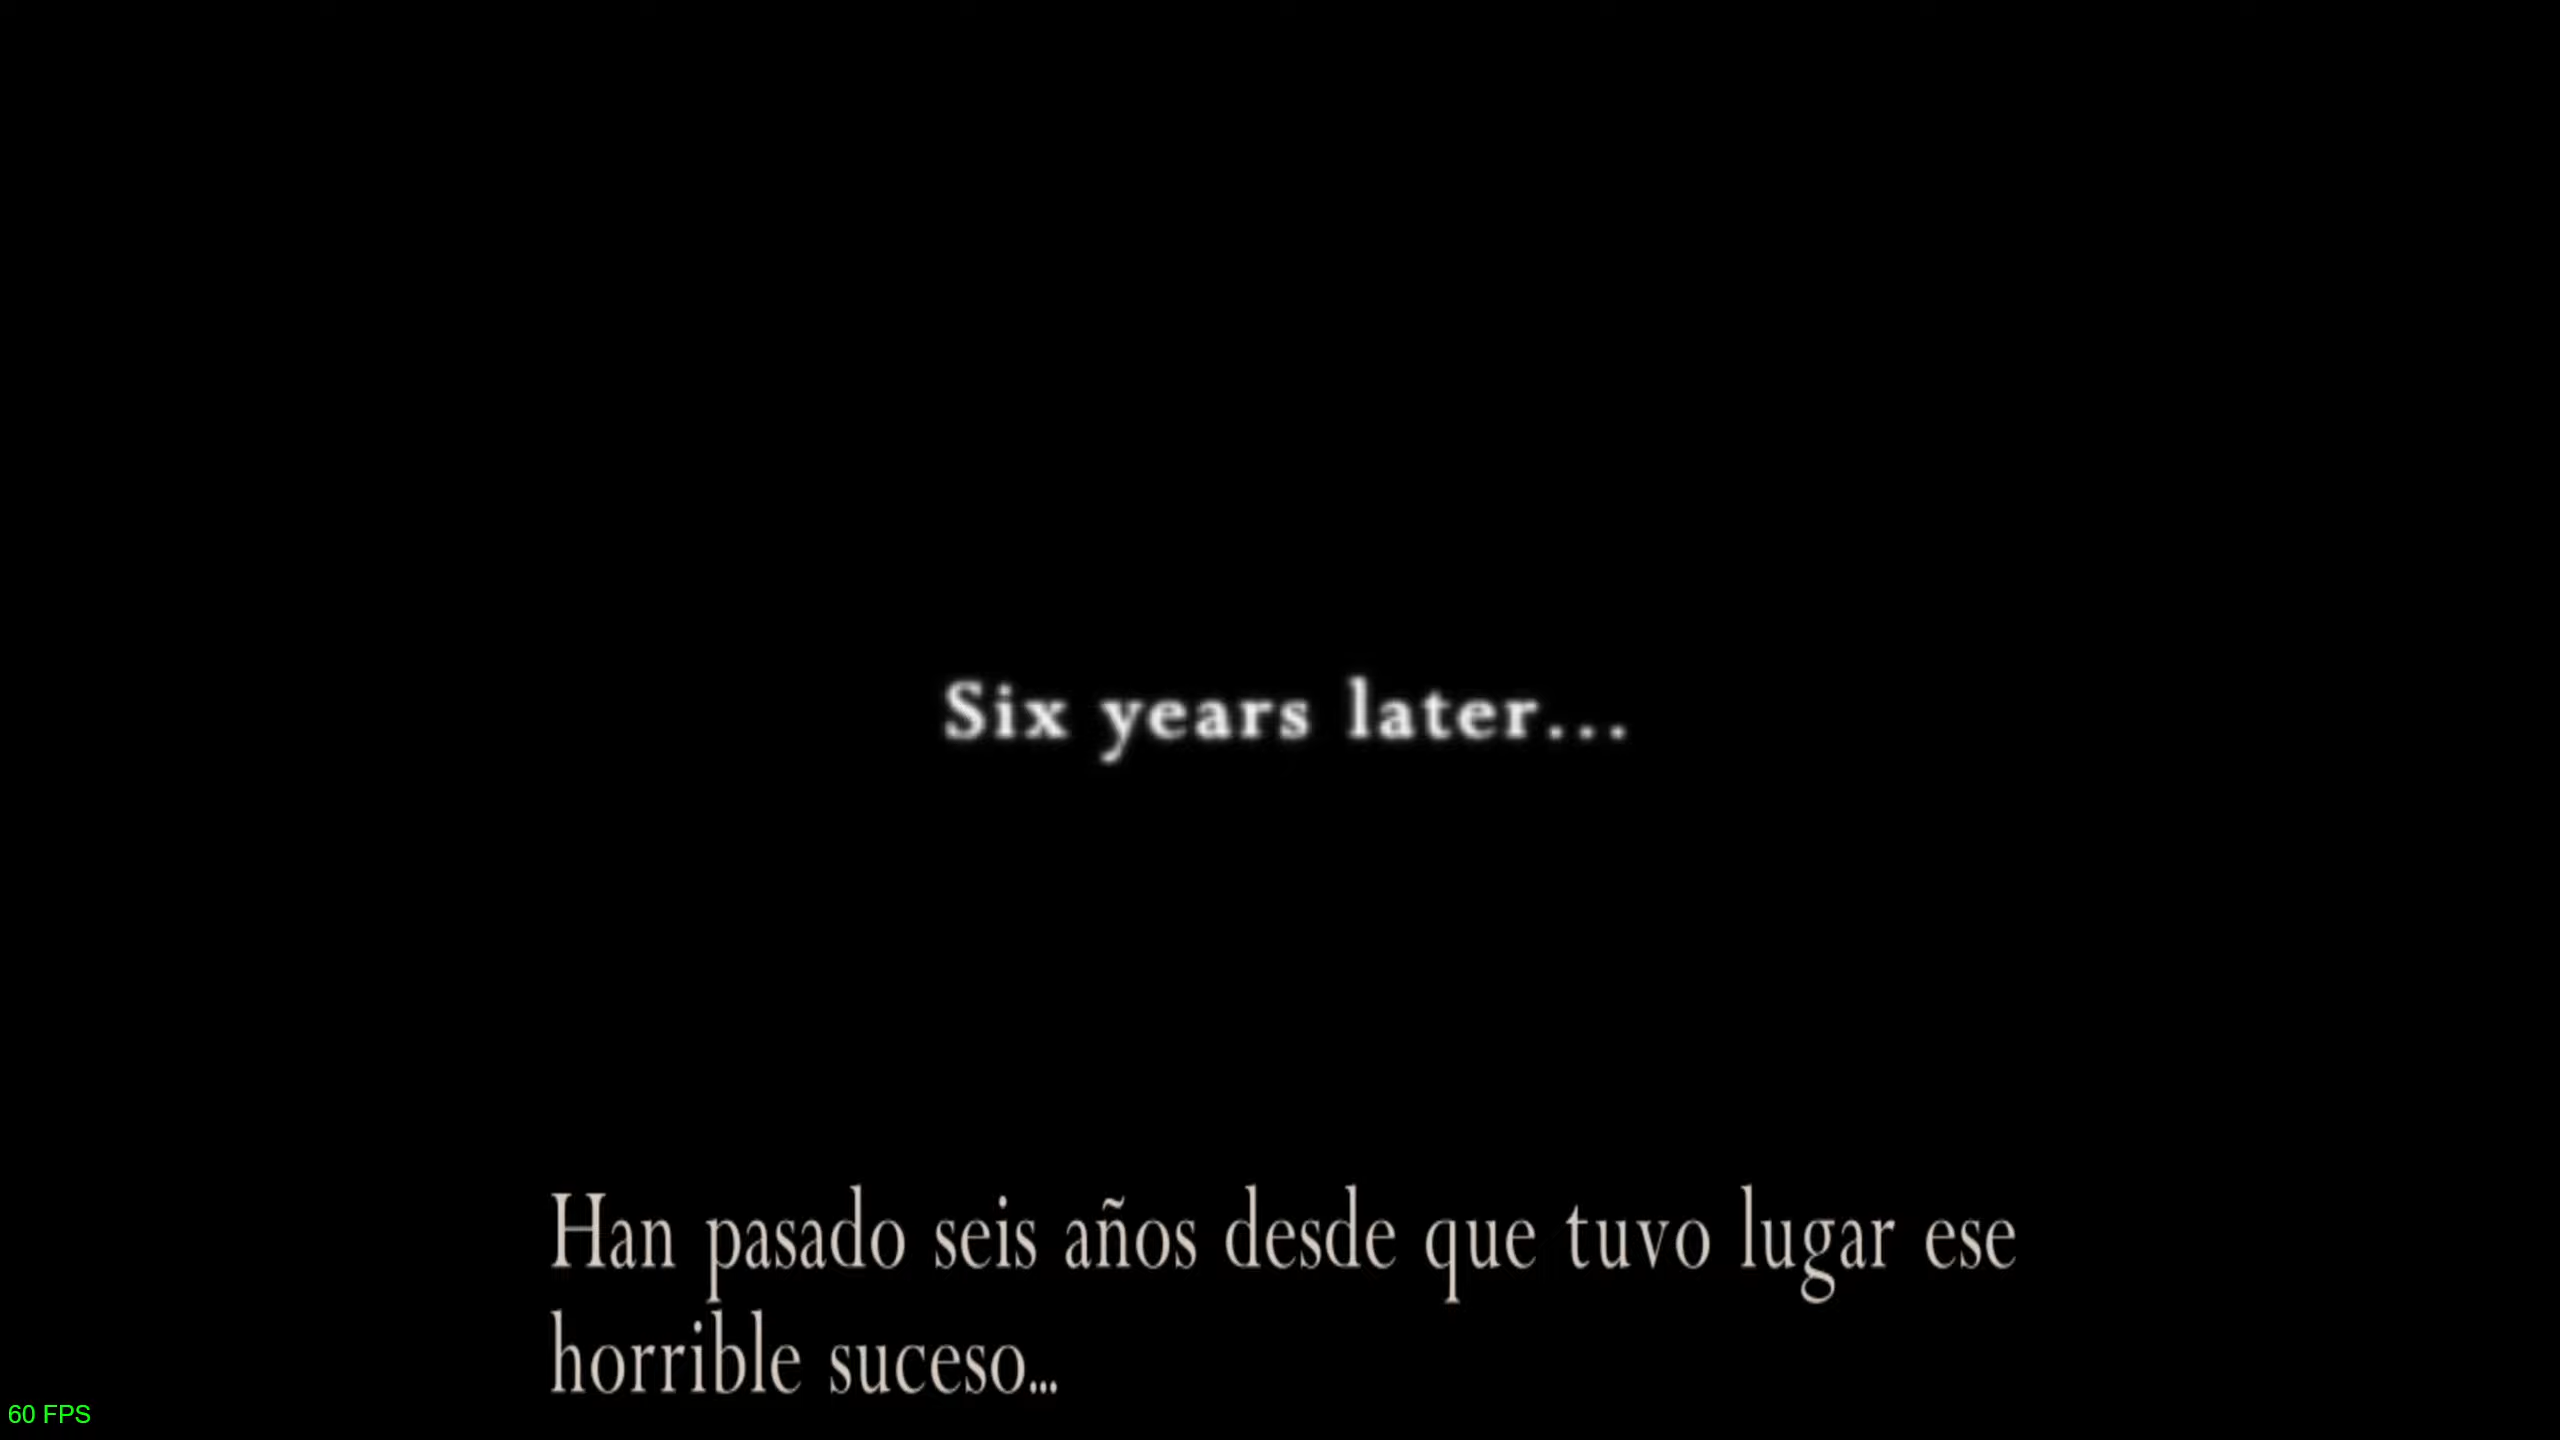 Six years later...
Han pasado seis años desde que tuvo lugar ese
horrible suceso...
60 FPS